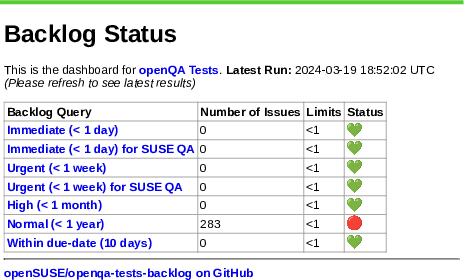 Backlog Status
This is the dashboard for openQA Tests. Latest Run: 2024-03-19 18:52:02 UTC
(Please refresh to see latest results)
Backlog Query Number of Issues Limits Status
Immediate (< 1 day) 0 <1 💚
Immediate (< 1 day) for SUSE QA 0 <1 💚
Urgent (< 1 week) 0 <1 💚
Urgent (< 1 week) for SUSE QA 0 <1 💚
High (< 1 month) 0 <1 💚
Normal (< 1 year) 283 <1 🔴
Within due-date (10 days) 0 <1 💚
openSUSE/openqa-tests-backlog on GitHub